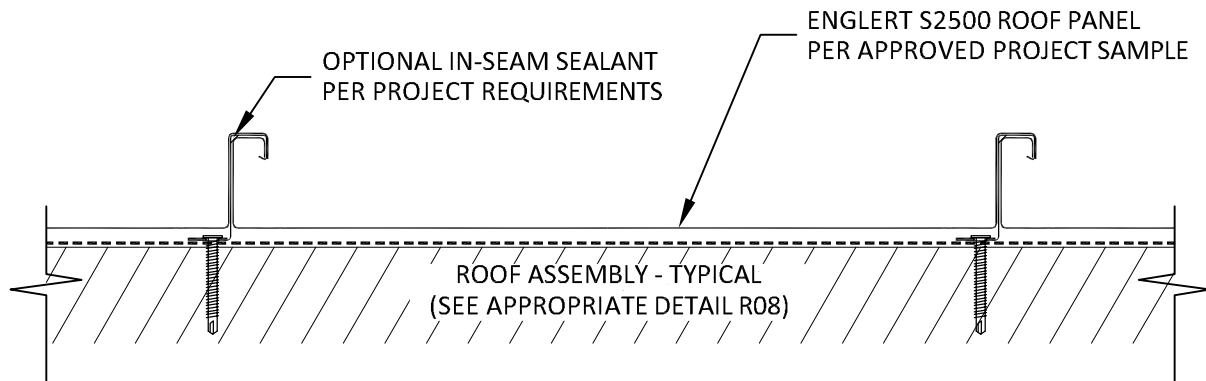 ENGLERT S2500 ROOF PANEL
PER APPROVED PROJECT SAMPLE
OPTIONAL IN-SEAM SEALANT
PER PROJECT REQUIREMENTS
ROOF ASSEMBLY - TYPICAL
(SEE APPROPRIATE DETAIL R08)